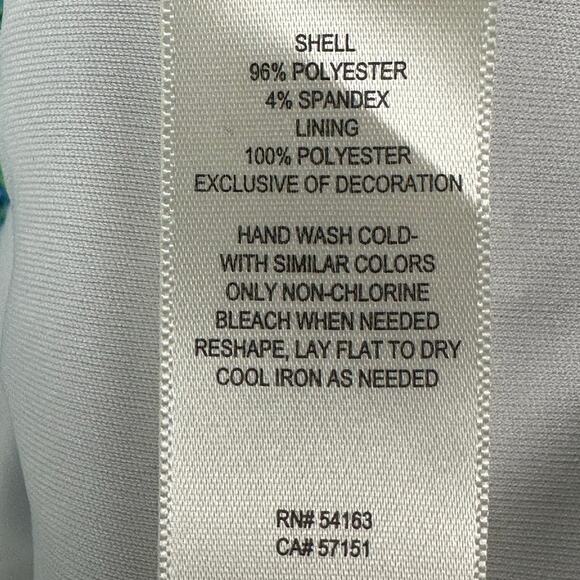 SHELL
96% POLYESTER
4% SPANDEX
LINING
100% POLYESTER
EXCLUSIVE OF DECORATION
HAND WASH COLD-
WITH SIMILAR COLORS
ONLY NON-CHLORINE
BLEACH WHEN NEEDED
RESHAPE, LAY FLAT TO DRY
COOL IRON AS NEEDED
RN# 54163
CA# 57151